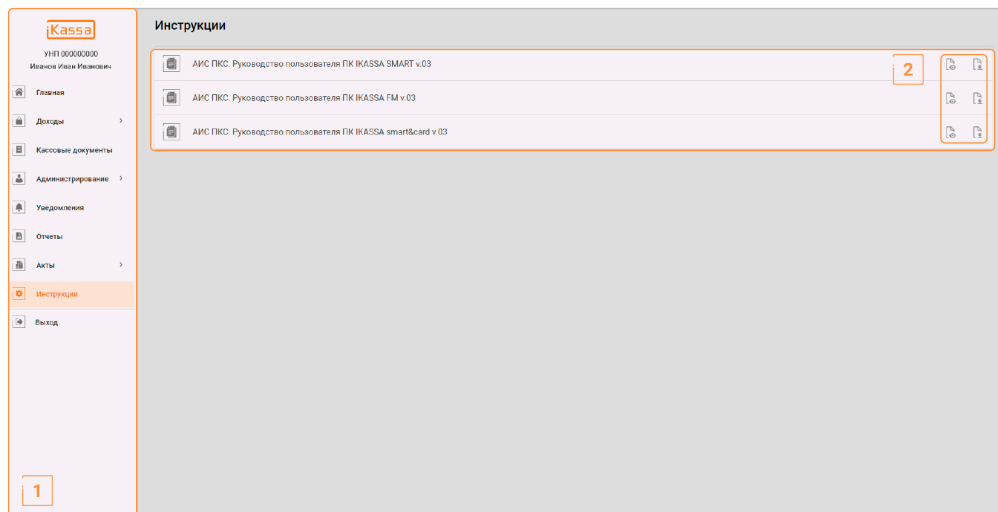 iKassa
УНП 000000000
Иванов Иван Иванович
Главная
Доходы
Кассовые документы
Администрирование
Уведомления
Отчеты
Акты
Инструкции
Выход
1
Инструкции
АИС ПКС. Руководство пользователя ПК IKASSA SMART v.03
2
АИС ПКС. Руководство пользователя ПК IKASSA FM v.03
АИС ПКС. Руководство пользователя ПК IKASSA smart&card v.03